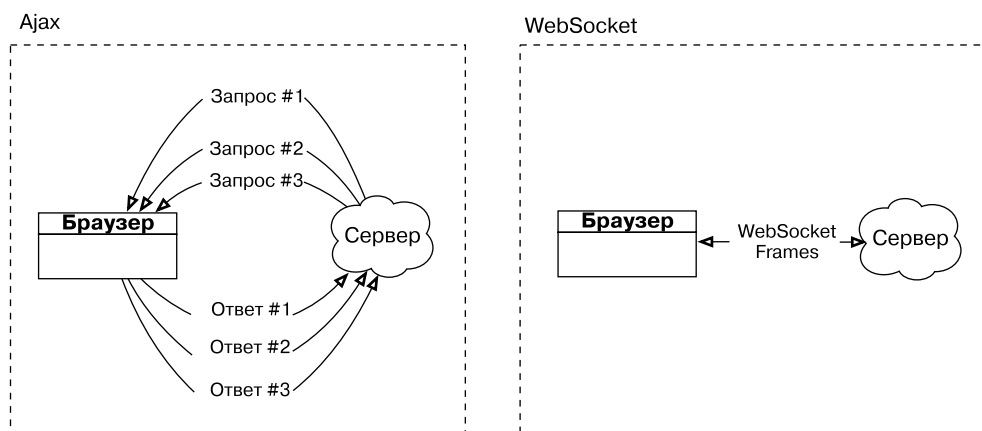 Ajax
Запрос #1
Запрос #2
Запрос #3
Браузер
Сервер
Ответ #1
Ответ #2
Ответ #3
WebSocket
Браузер
WebSocket
Frames
Сервер